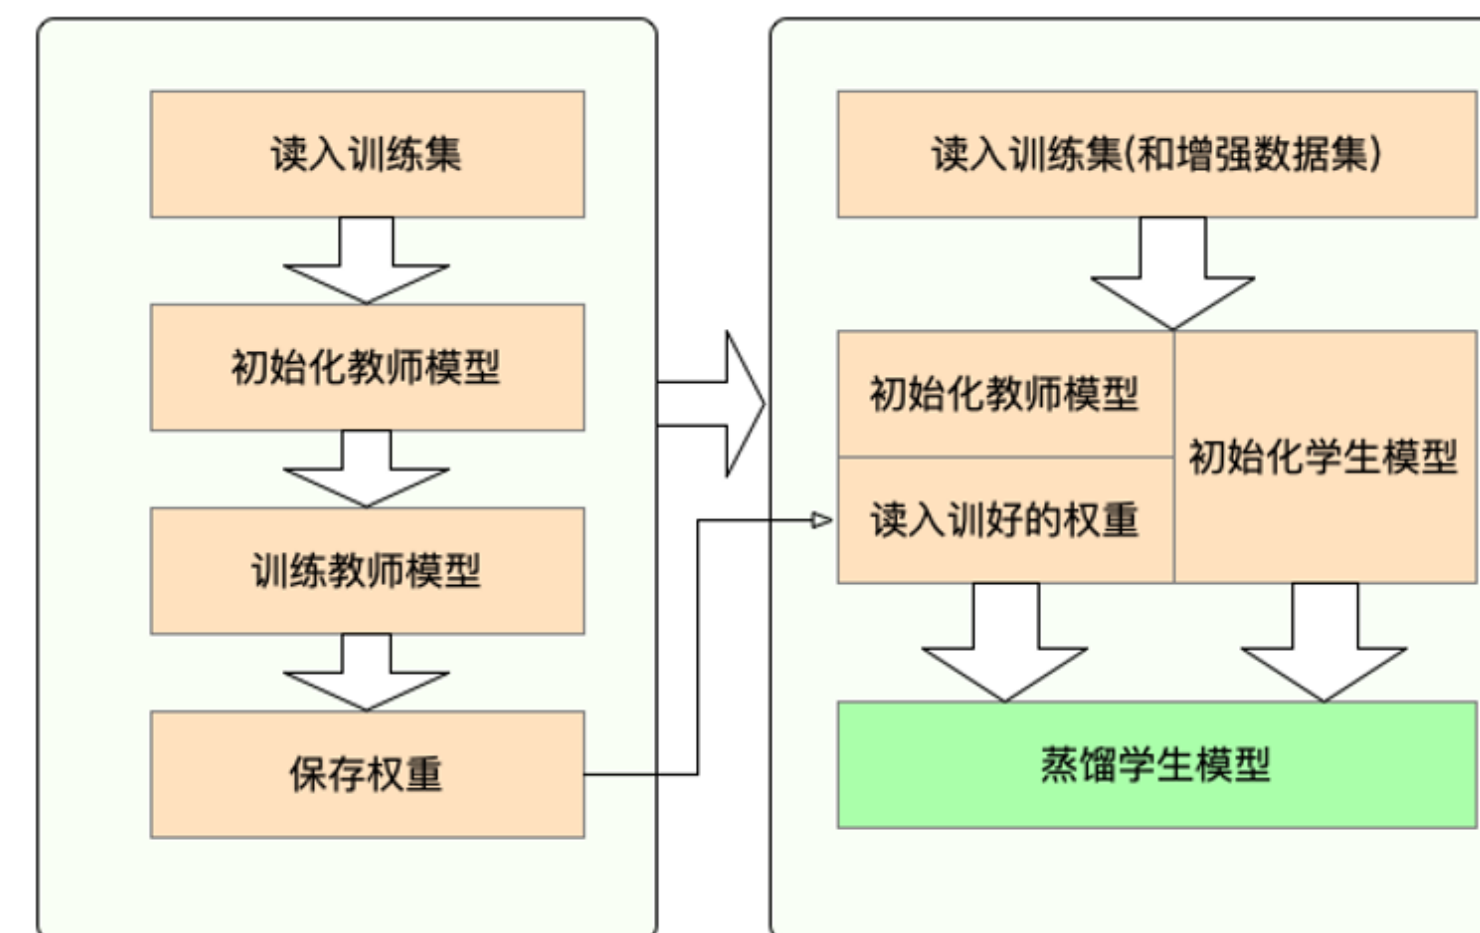 读入训练集
初始化教师模型
训练教师模型
保存权重
读入训练集(和增强数据集)
初始化教师模型
读入训好的权重
初始化学生模型
蒸馏学生模型